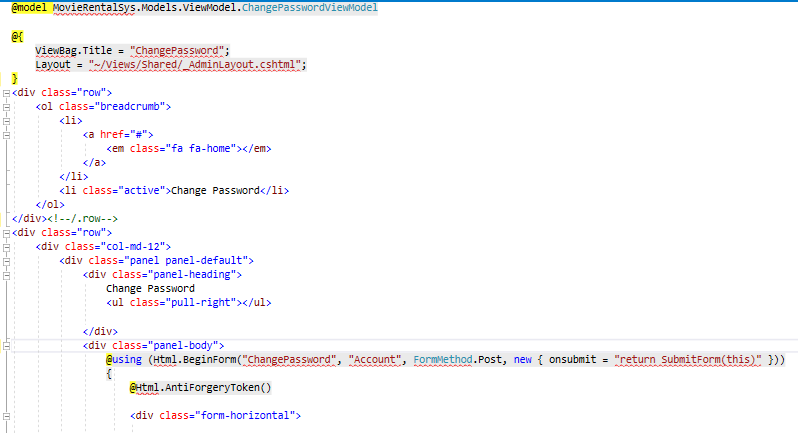 @model MovieRentalSys.Models.ViewModel.ChangePasswordViewModel
@{
ViewBag.Title = "ChangePassword";
Layout = "~/Views/Shared/_AdminLayout.cshtml";
}
<div class="row">
<ol class="breadcrumb">
<li>
<a href="#">
<em class="fa fa-home"></em>
</a>
</li>
<li class="active">Change Password</li>
</ol>
</div><!--/.row-->
<div class="row">
<div class="col-md-12">
<div class="panel panel-default">
<div class="panel-heading">
Change Password
<ul class="pull-right"></ul>
</div>
<div class="panel-body">
@using (Html.BeginForm("ChangePassword", "Account", FormMethod.Post, new { onsubmit = "return SubmitForm(this)" }))
{
@Html.AntiForgeryToken()
<div class="form-horizontal">